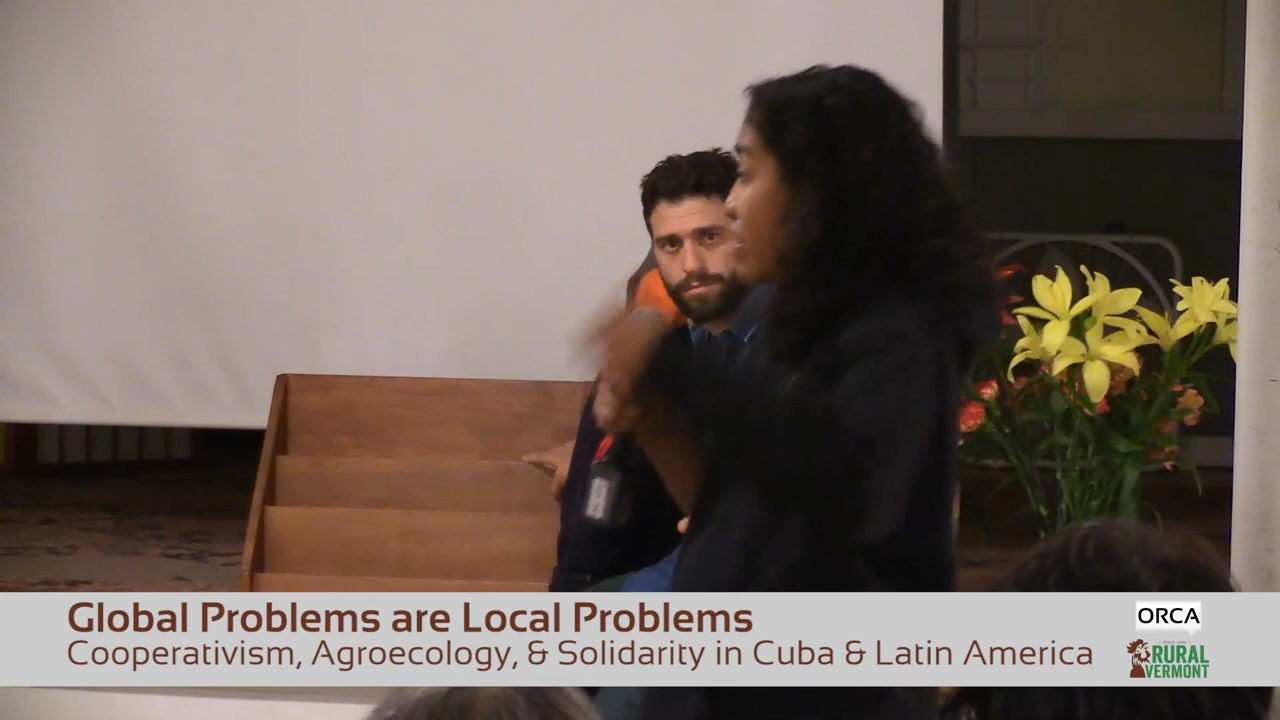 Global Problems are Local Problems
Cooperativism, Agroecology, & Solidarity in Cuba & Latin America
ORCA
RURAL
VERMONT